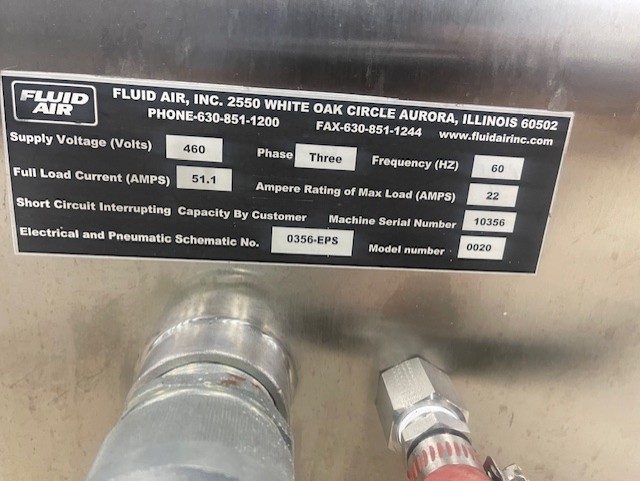 FLUID AIR
FLUID AIR, INC. 2550 WHITE OAK CIRCLE AURORA, ILLINOIS 60502
PHONE-630-851-1200 FAX-630-851-1244 www.fluidairinc.com
Supply Voltage (Volts) 460 Phase Three Frequency (HZ) 60
Full Load Current (AMPS) 51.1 Ampere Rating of Max Load (AMPS) 22
Short Circuit Interrupting Capacity By Customer Machine Serial Number 10356
Electrical and Pneumatic Schematic No. 0356-EPS Model number 0020